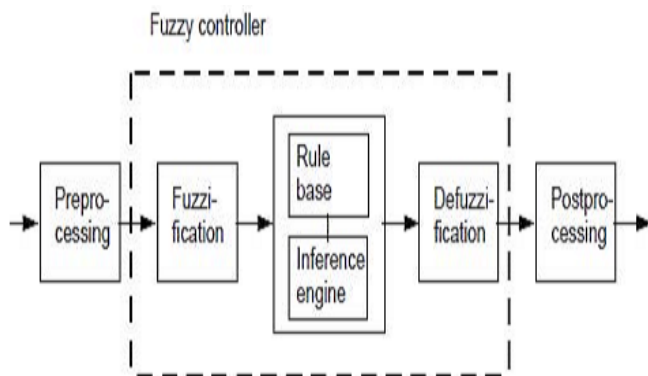 Fuzzy controller
Prepro-
cessing
Fuzzi-
fication
Rule
base
Inference
engine
Defuzzi-
fication
Postpro-
cessing